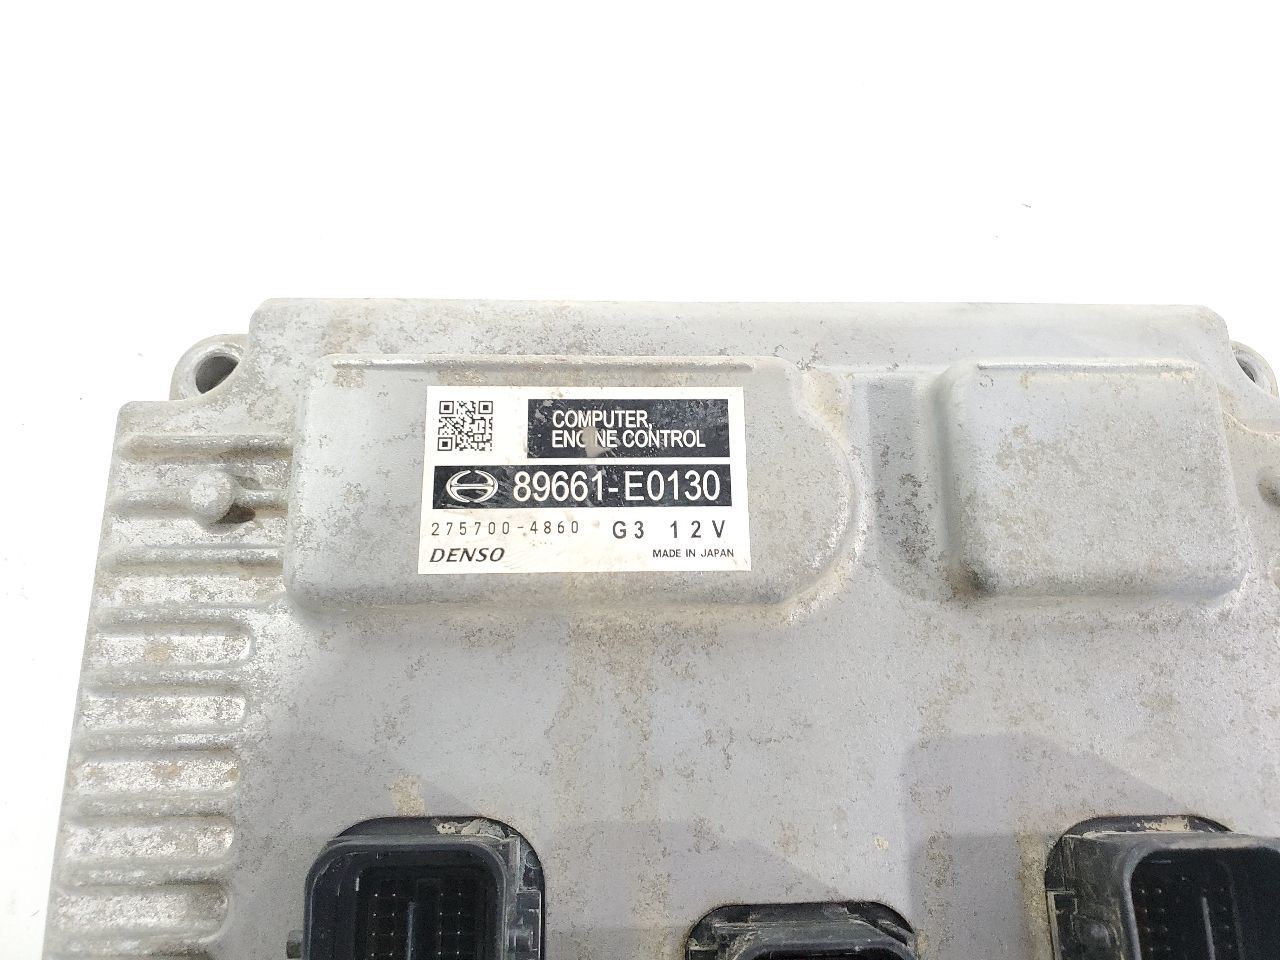 COMPUTER,
ENGINE CONTROL
89661-E0130
275700-4860 G3 12V
DENSO MADE IN JAPAN